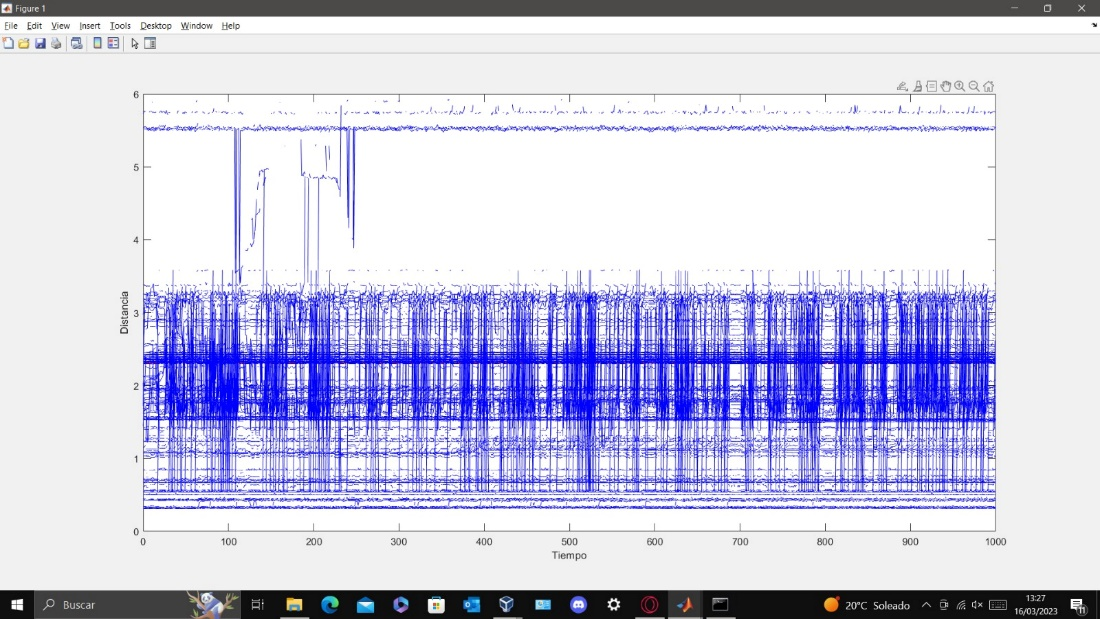 Figure 1
File Edit View Insert Tools Desktop Window Help
6
5
4
3
2
1
0
Distancia
0 100 200 300 400 500 600 700 800 900 1000
Tiempo
Buscar
20°C Soleado
13:27
16/03/2023
11